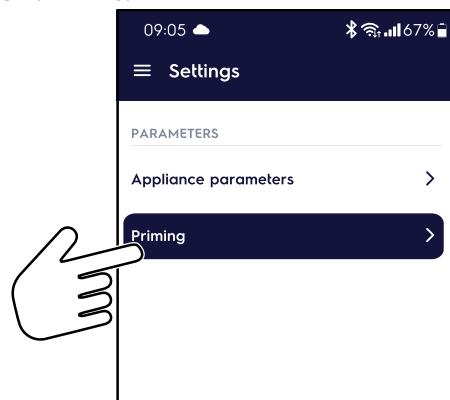 09:05 67%
Settings
PARAMETERS
Appliance parameters
Priming